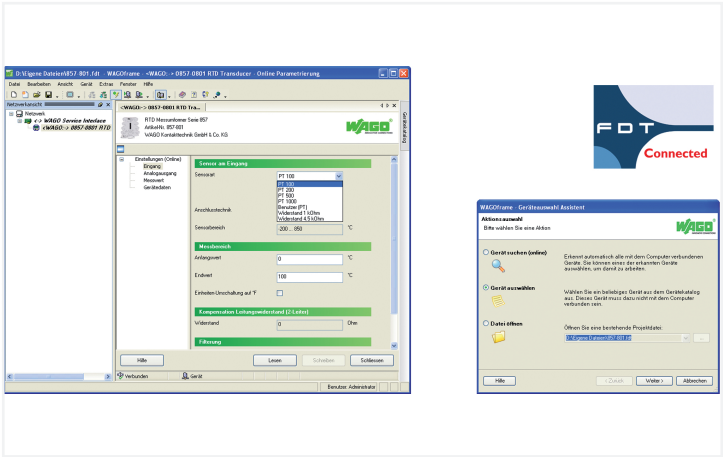 D:\Eigene Dateien\857-801.fdt - WAGOframe - <WAGO: > 0857-0801 RTD Transducer - Online Parametrierung
Datei Bearbeiten Ansicht Gerät Extras Fenster Hilfe
Netzwerkansicht
Netzwerk
<-> WAGO Service Interface
<WAGO:-> 0857-0801 RTD
<WAGO:-> 0857-0801 RTD Tra...
RTD Messumformer Serie 857
ArtikelNr. 857-801
WAGO Kontakttechnik GmbH & Co. KG
WAGO
Gerätekatalog
Einstellungen (Online)
Eingang
Analogausgang
Messwert
Gerätedaten
Sensor am Eingang
Sensorart
PT 100
PT 100
PT 200
PT 500
PT 1000
Benutzer (PT)
Widerstand 1 kOhm
Widerstand 4.5 kOhm
Anschlusstechnik
Sensorbereich -200 ... 850 °C
Messbereich
Anfangswert 0 °C
Endwert 100 °C
Einheiten-Umschaltung auf °F
Kompensation Leitungswiderstand (2-Leiter)
Widerstand 0 Ohm
Filterung
Hilfe Lesen Schreiben Schliessen
Verbunden Gerät
Benutzer: Administrator
FDT
Connected
WAGOframe - Geräteauswahl Assistent
Aktionsauswahl
Bitte wählen Sie eine Aktion
WAGO
Gerät suchen (online)
Erkennt automatisch alle mit dem Computer verbundenen
Geräte. Sie können eines der erkannten Geräte
auswählen, um damit zu arbeiten.
Gerät auswählen
Wählen Sie ein beliebiges Gerät aus dem Gerätekatalog
aus. Dieses Gerät muss dazu nicht mit dem Computer
verbunden sein.
Datei öffnen
Öffnen Sie eine bestehende Projektdatei.
D:\Eigene Dateien\857-801.fdt
Hilfe < Zurück Weiter > Abbrechen